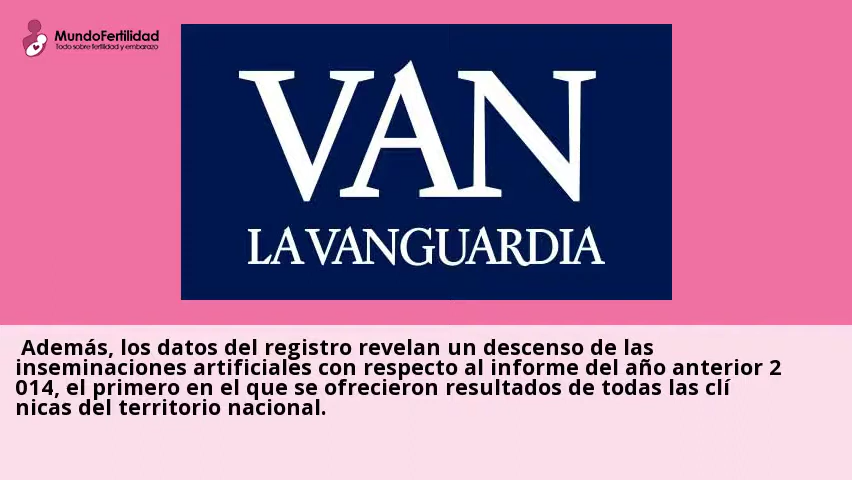 MundoFertilidad
Todo sobre fertilidad y embarazo
VAN
LA VANGUARDIA
Además, los datos del registro revelan un descenso de las
inseminaciones artificiales con respecto al informe del año anterior 2
014, el primero en el que se ofrecieron resultados de todas las clí
nicas del territorio nacional.